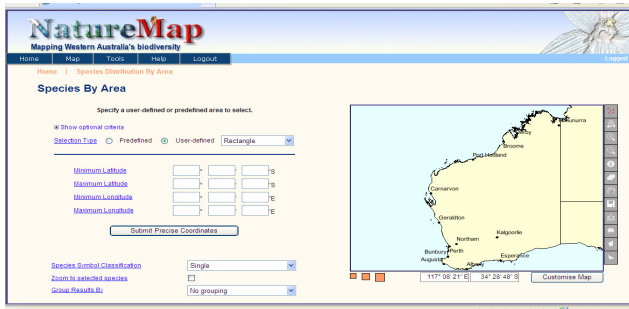 NatureMap
Mapping Western Australia's biodiversity
Home Map Tools Help Logout
Logged
Home | Species Distribution By Area
Species By Area
Specify a user-defined or predefined area to select.
Show optional criteria
Selection Type Predefined User-defined Rectangle
Minimum Latitude ° ' "S
Maximum Latitude ° ' "S
Minimum Longitude ° ' "E
Maximum Longitude ° ' "E
Submit Precise Coordinates
Species Symbol Classification Single
Zoom to selected species
Group Results By No grouping
Kununurra
Derby
Broome
Port Hedland
Carnarvon
Geraldton
Kalgoorlie
Northam
Bunbury Perth
Esperance
Augusta
Albany
117° 08' 21" E 34° 28' 48" S Customise Map